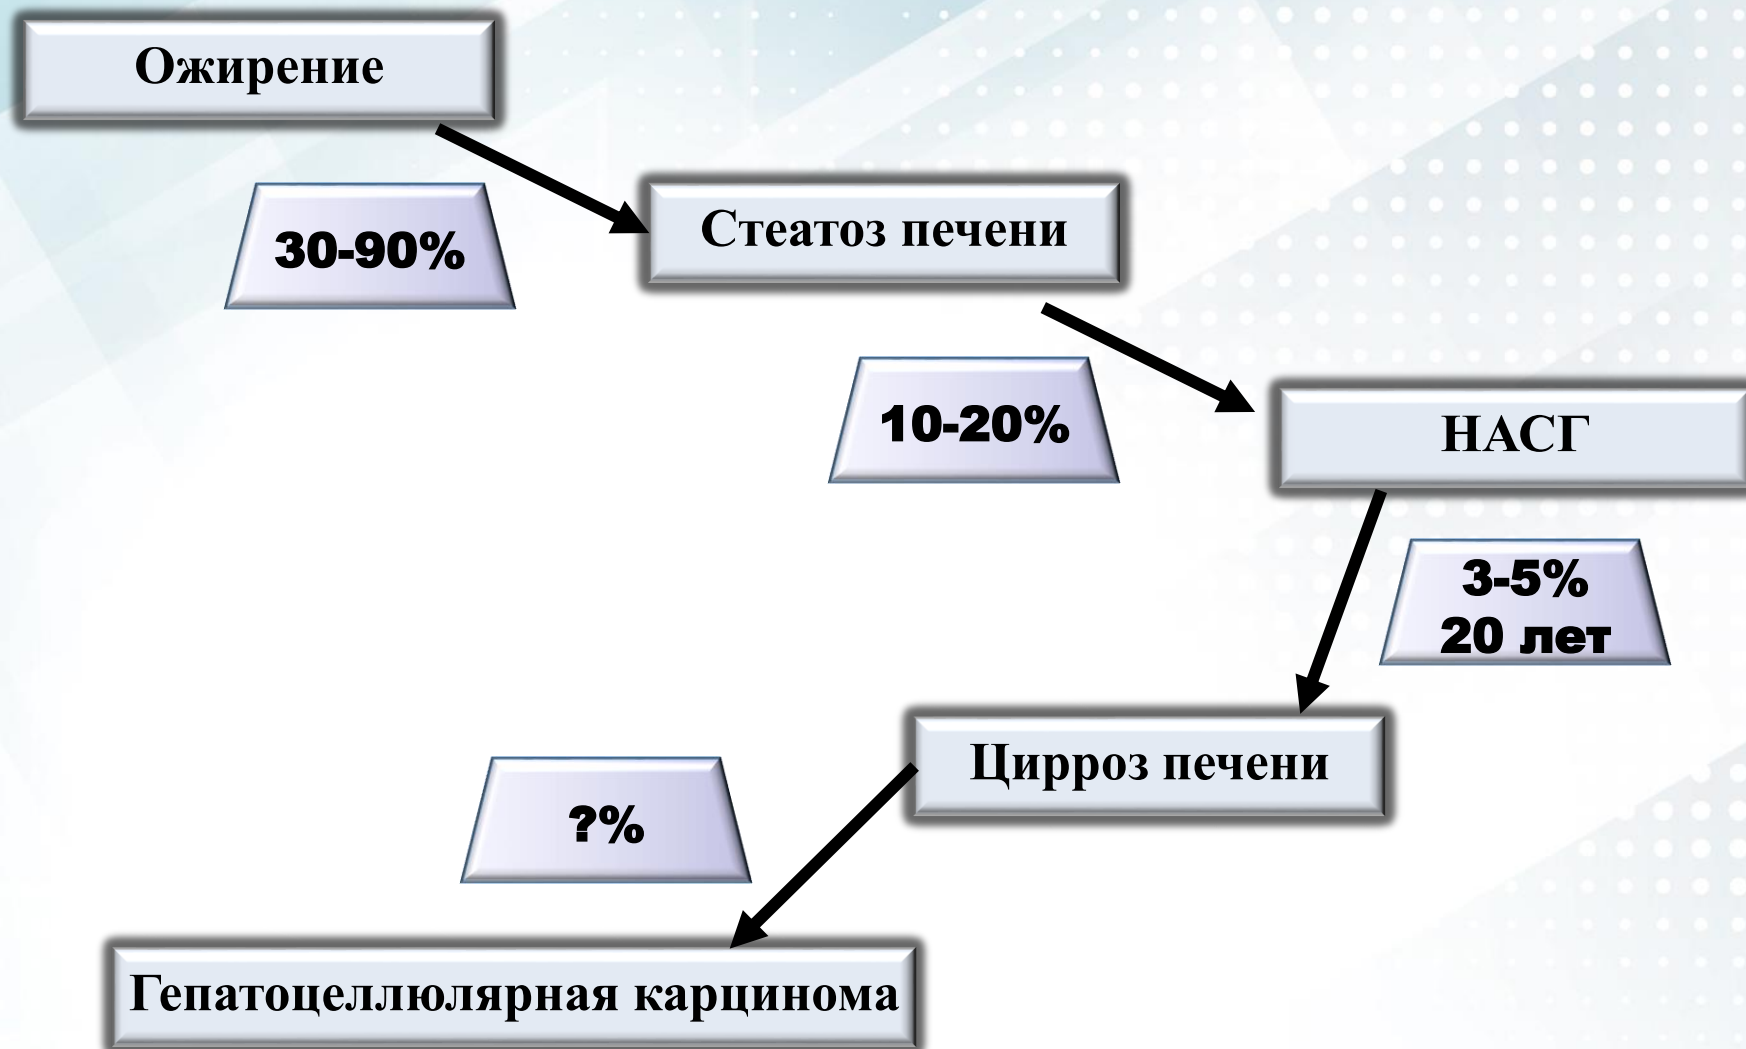 Ожирение
30-90%
Стеатоз печени
10-20%
НАСГ
3-5%
20 лет
Цирроз печени
?%
Гепатоцеллюлярная карцинома